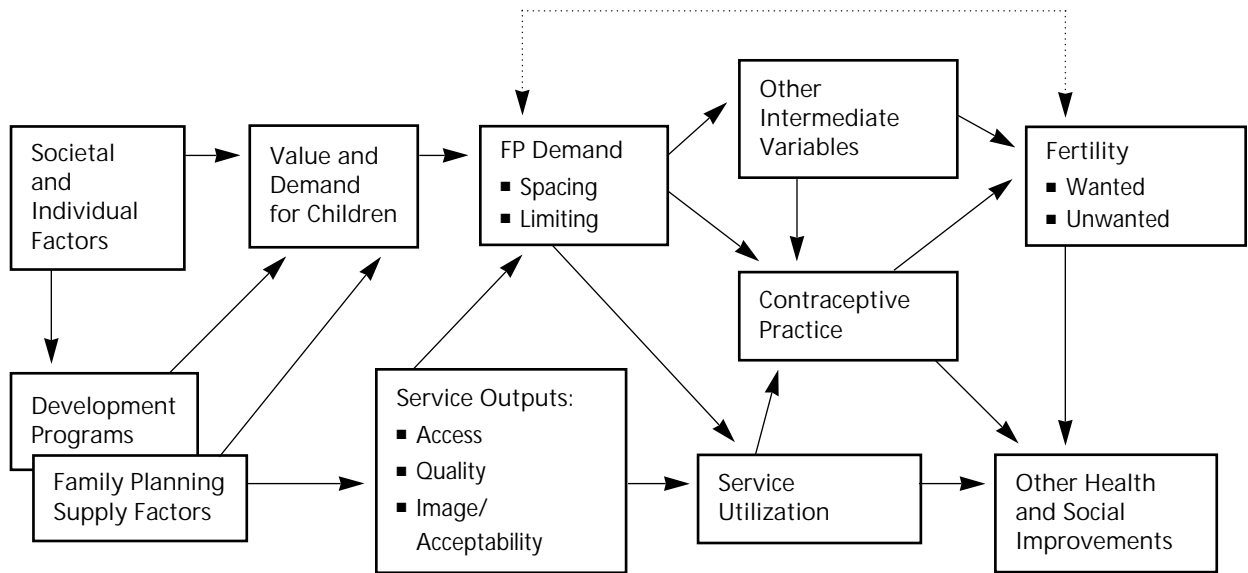 Societal
and
Individual
Factors
Value and
Demand
for Children
FP Demand
▪ Spacing
▪ Limiting
Other
Intermediate
Variables
Fertility
▪ Wanted
▪ Unwanted
Contraceptive
Practice
Development
Programs
Family Planning
Supply Factors
Service Outputs:
▪ Access
▪ Quality
▪ Image/
Acceptability
Service
Utilization
Other Health
and Social
Improvements